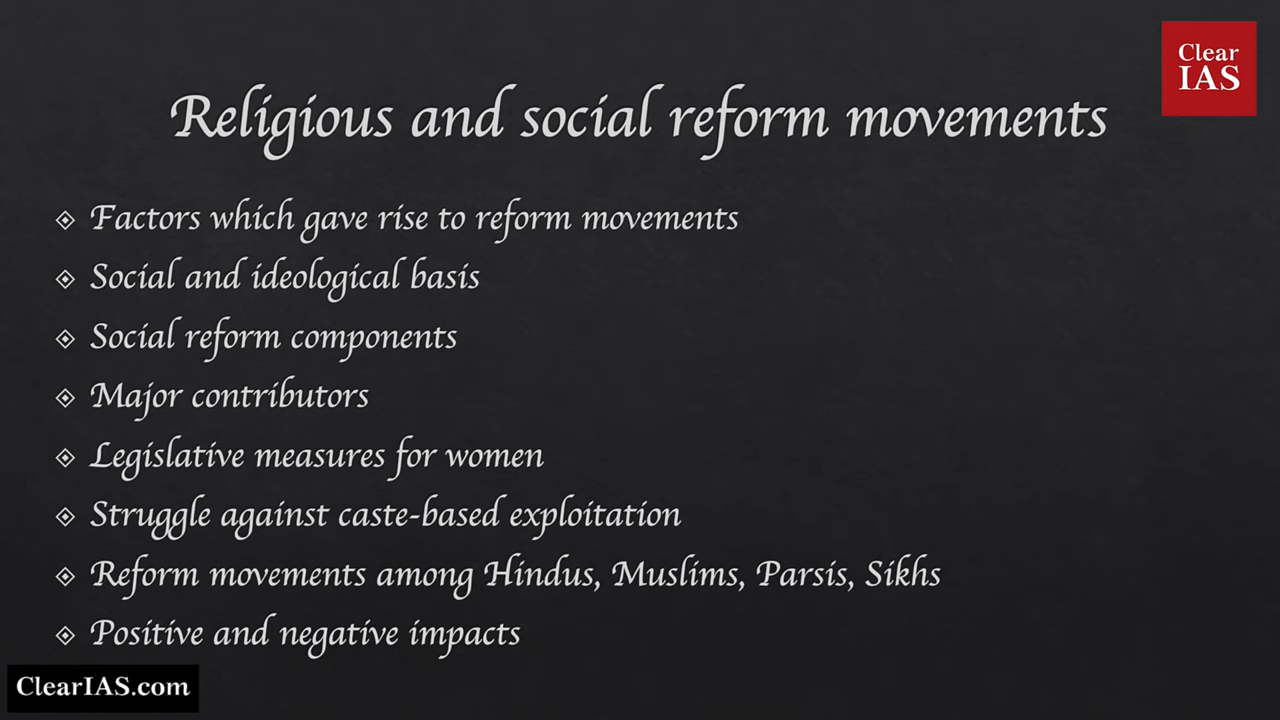 Clear
IAS
Religious and social reform movements
Factors which gave rise to reform movements
Social and ideological basis
Social reform components
Major contributors
Legislative measures for women
Struggle against caste-based exploitation
Reform movements among Hindus, Muslims, Parsis, Sikhs
Positive and negative impacts
ClearIAS.com